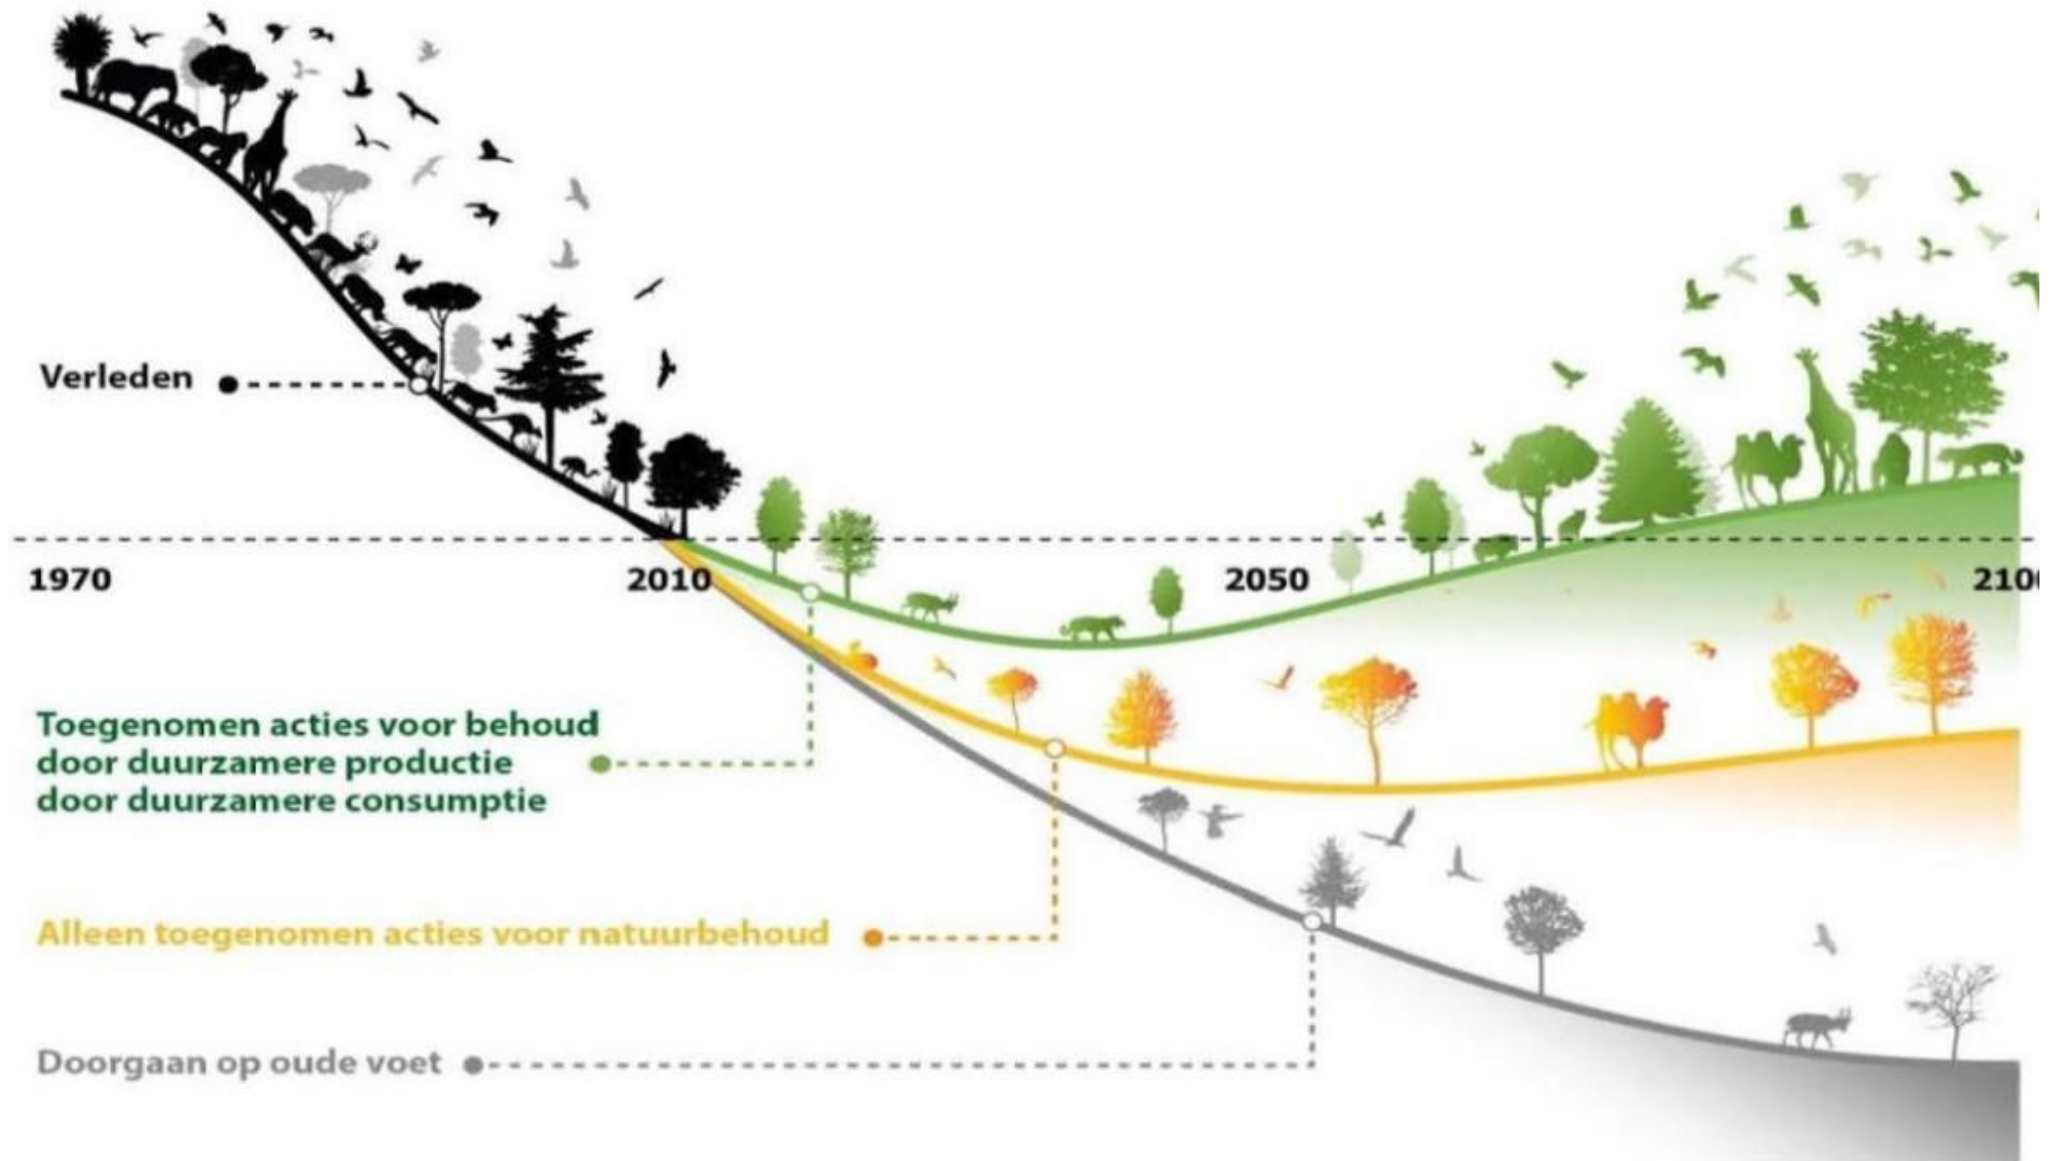 Verleden
1970 2010 2050 210
Toegenomen acties voor behoud
door duurzamere productie
door duurzamere consumptie
Alleen toegenomen acties voor natuurbehoud
Doorgaan op oude voet